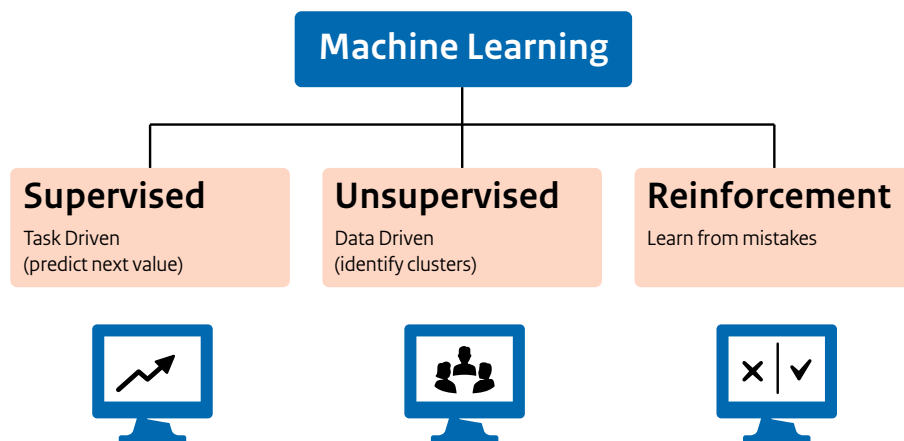 Machine Learning
Supervised
Task Driven
(predict next value)
Unsupervised
Data Driven
(identify clusters)
Reinforcement
Learn from mistakes